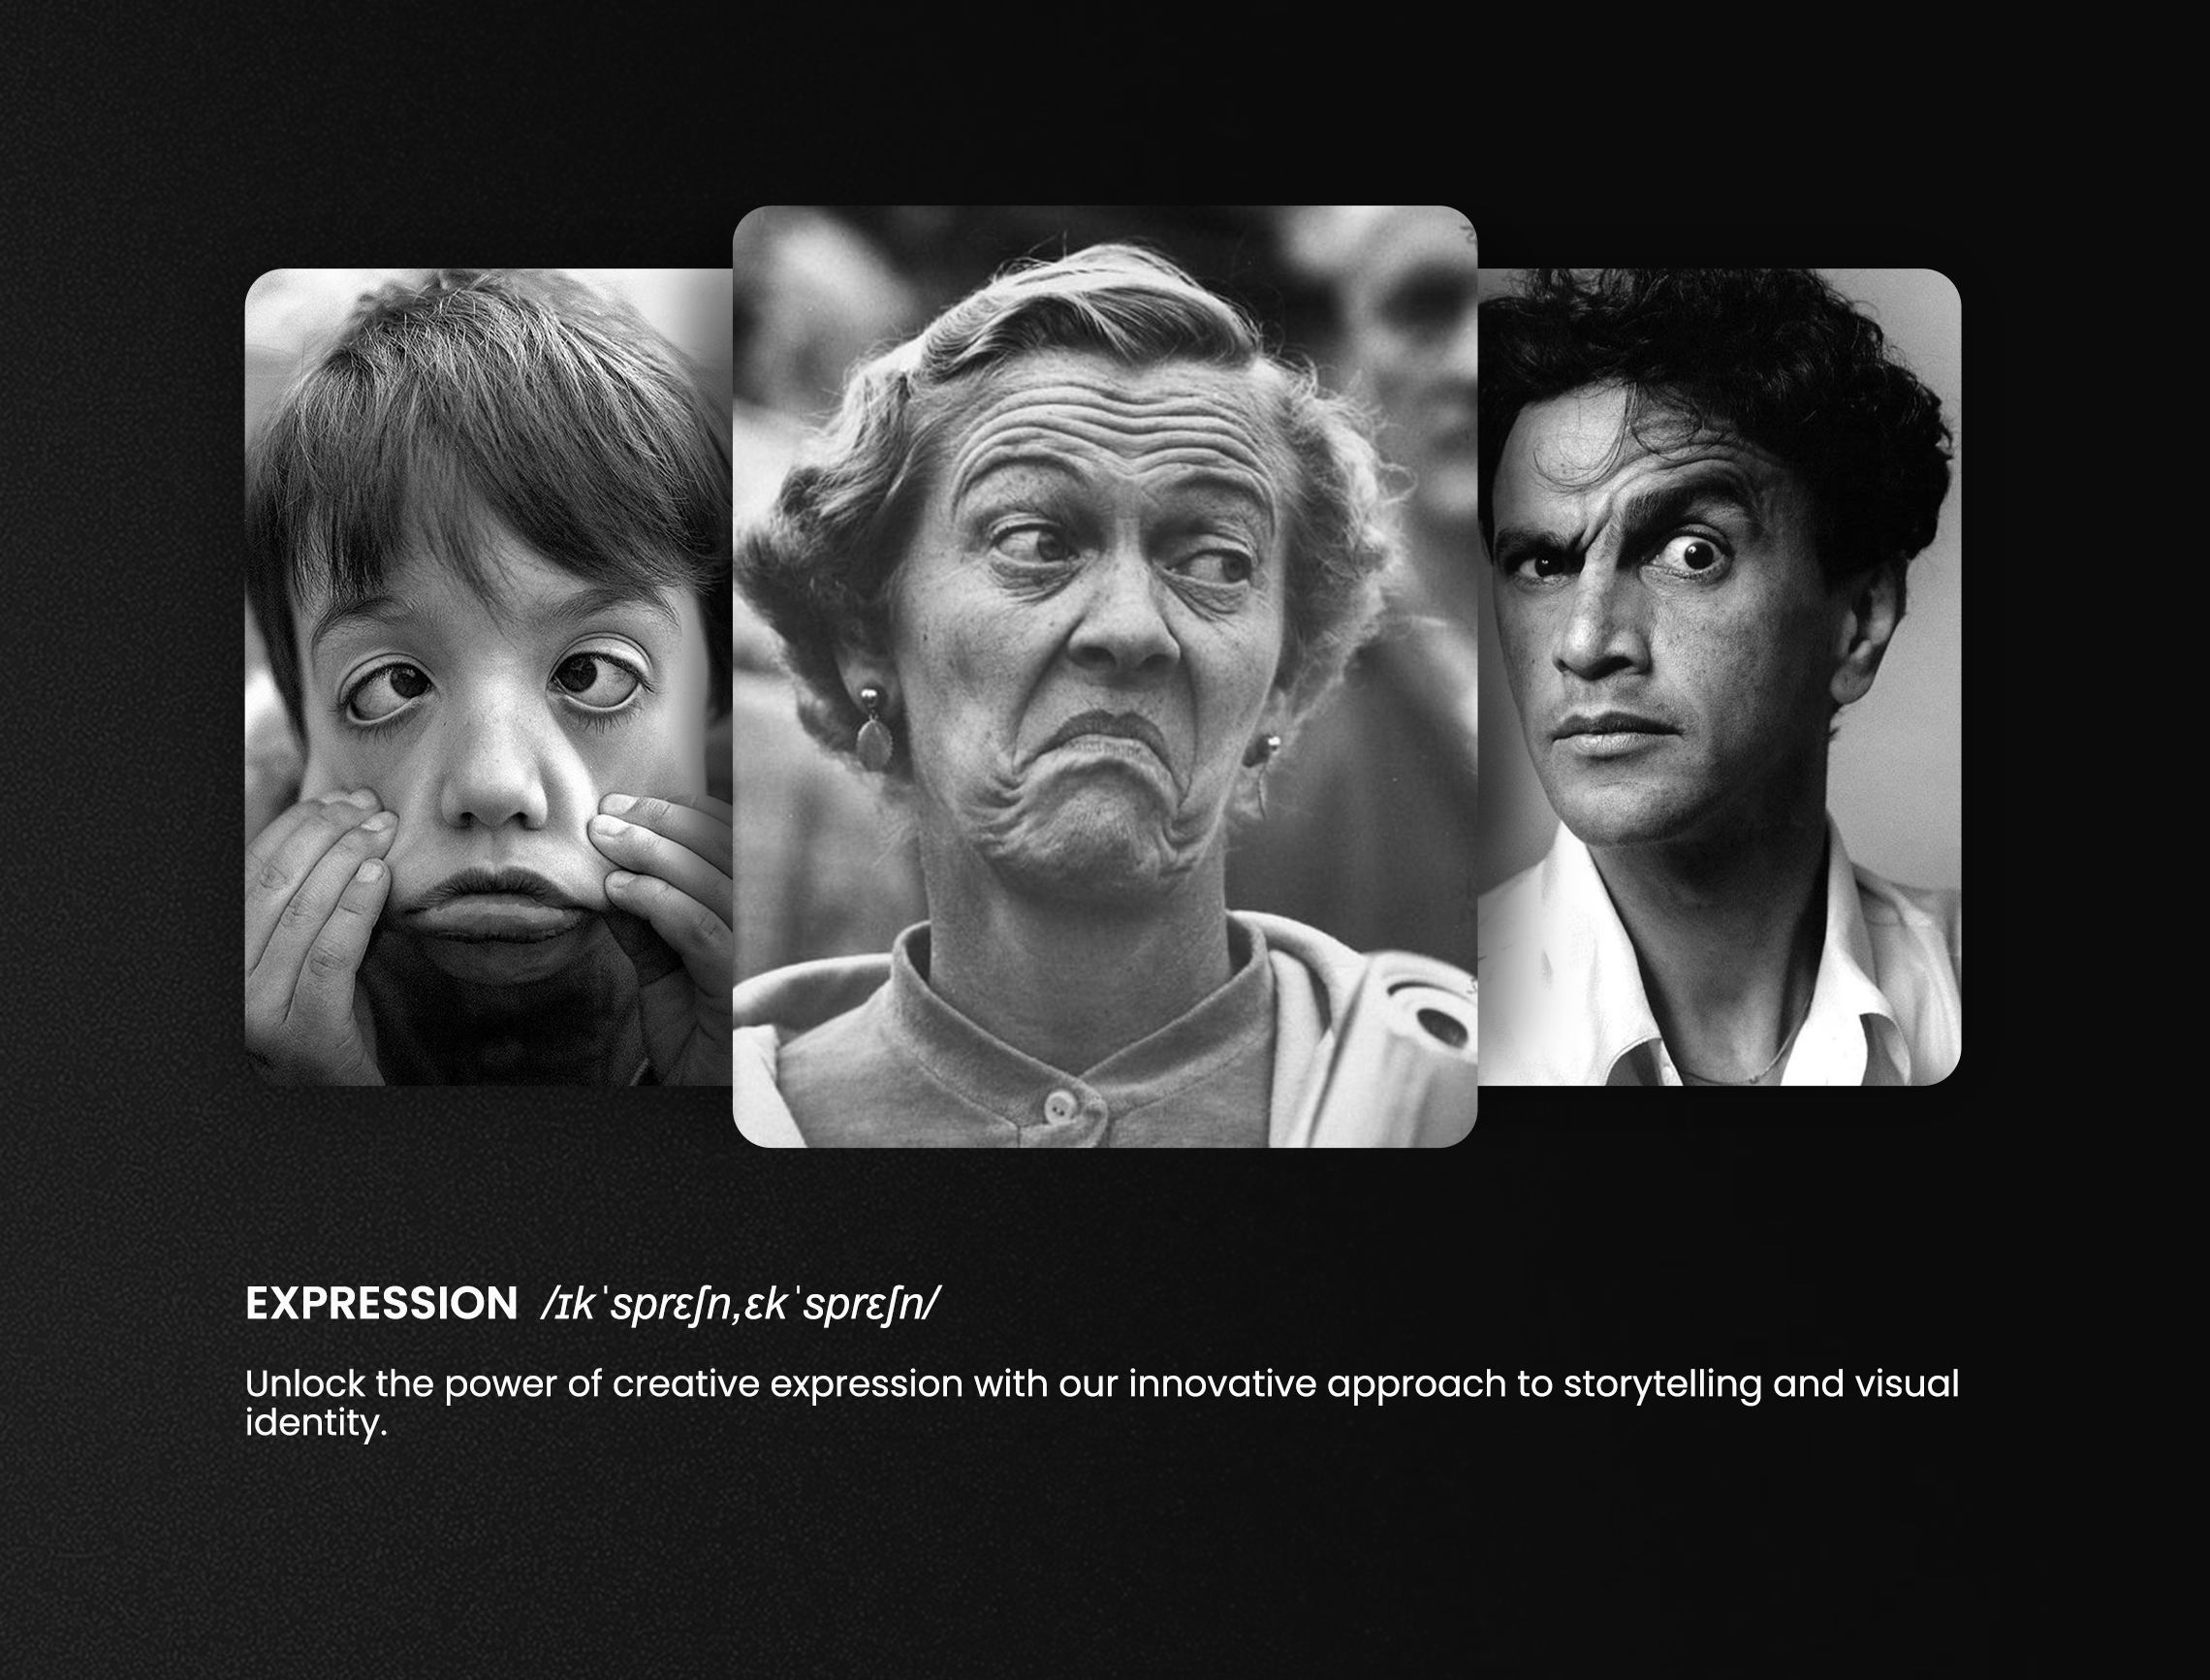 EXPRESSION /ɪkˈsprɛʃn,ɛkˈsprɛʃn/
Unlock the power of creative expression with our innovative approach to storytelling and visual
identity.